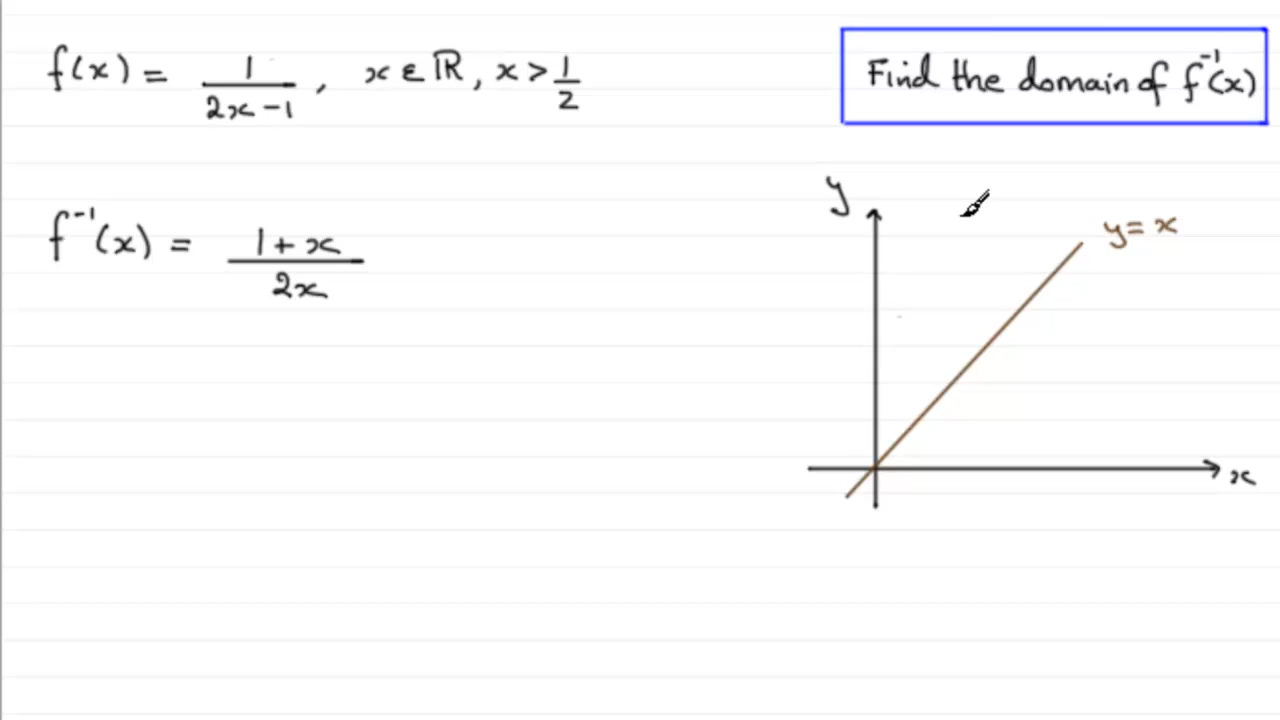 f(x) = 1/(2x-1), x ∈ ℝ, x > 1/2
Find the domain of f⁻¹(x)
f⁻¹(x) = (1+x)/(2x)
y
y = x
x